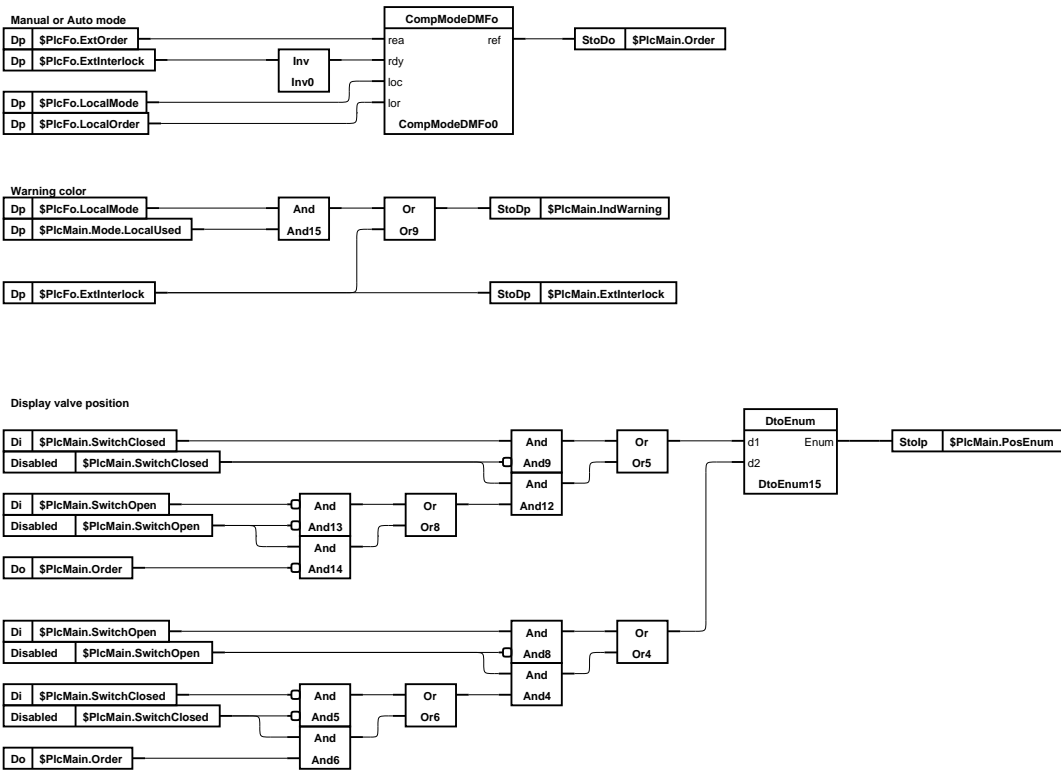 Manual or Auto mode
CompModeDMFo
Dp $PlcFo.ExtOrder
rea ref
StoDo $PlcMain.Order
Dp $PlcFo.ExtInterlock
Inv
rdy
Inv0
loc
Dp $PlcFo.LocalMode
lor
Dp $PlcFo.LocalOrder
CompModeDMFo0
Warning color
Dp $PlcFo.LocalMode
And
Or
StoDp $PlcMain.IndWarning
Dp $PlcMain.Mode.LocalUsed
And15
Or9
Dp $PlcFo.ExtInterlock
StoDp $PlcMain.ExtInterlock
Display valve position
DtoEnum
Di $PlcMain.SwitchClosed
And
Or
d1 Enum
StoIp $PlcMain.PosEnum
Disabled $PlcMain.SwitchClosed
And9
Or5
d2
And
DtoEnum15
Di $PlcMain.SwitchOpen
And
Or
And12
Disabled $PlcMain.SwitchOpen
And13
Or8
And
Do $PlcMain.Order
And14
Di $PlcMain.SwitchOpen
And
Or
Disabled $PlcMain.SwitchOpen
And8
Or4
And
Di $PlcMain.SwitchClosed
And
Or
And4
Disabled $PlcMain.SwitchClosed
And5
Or6
And
Do $PlcMain.Order
And6